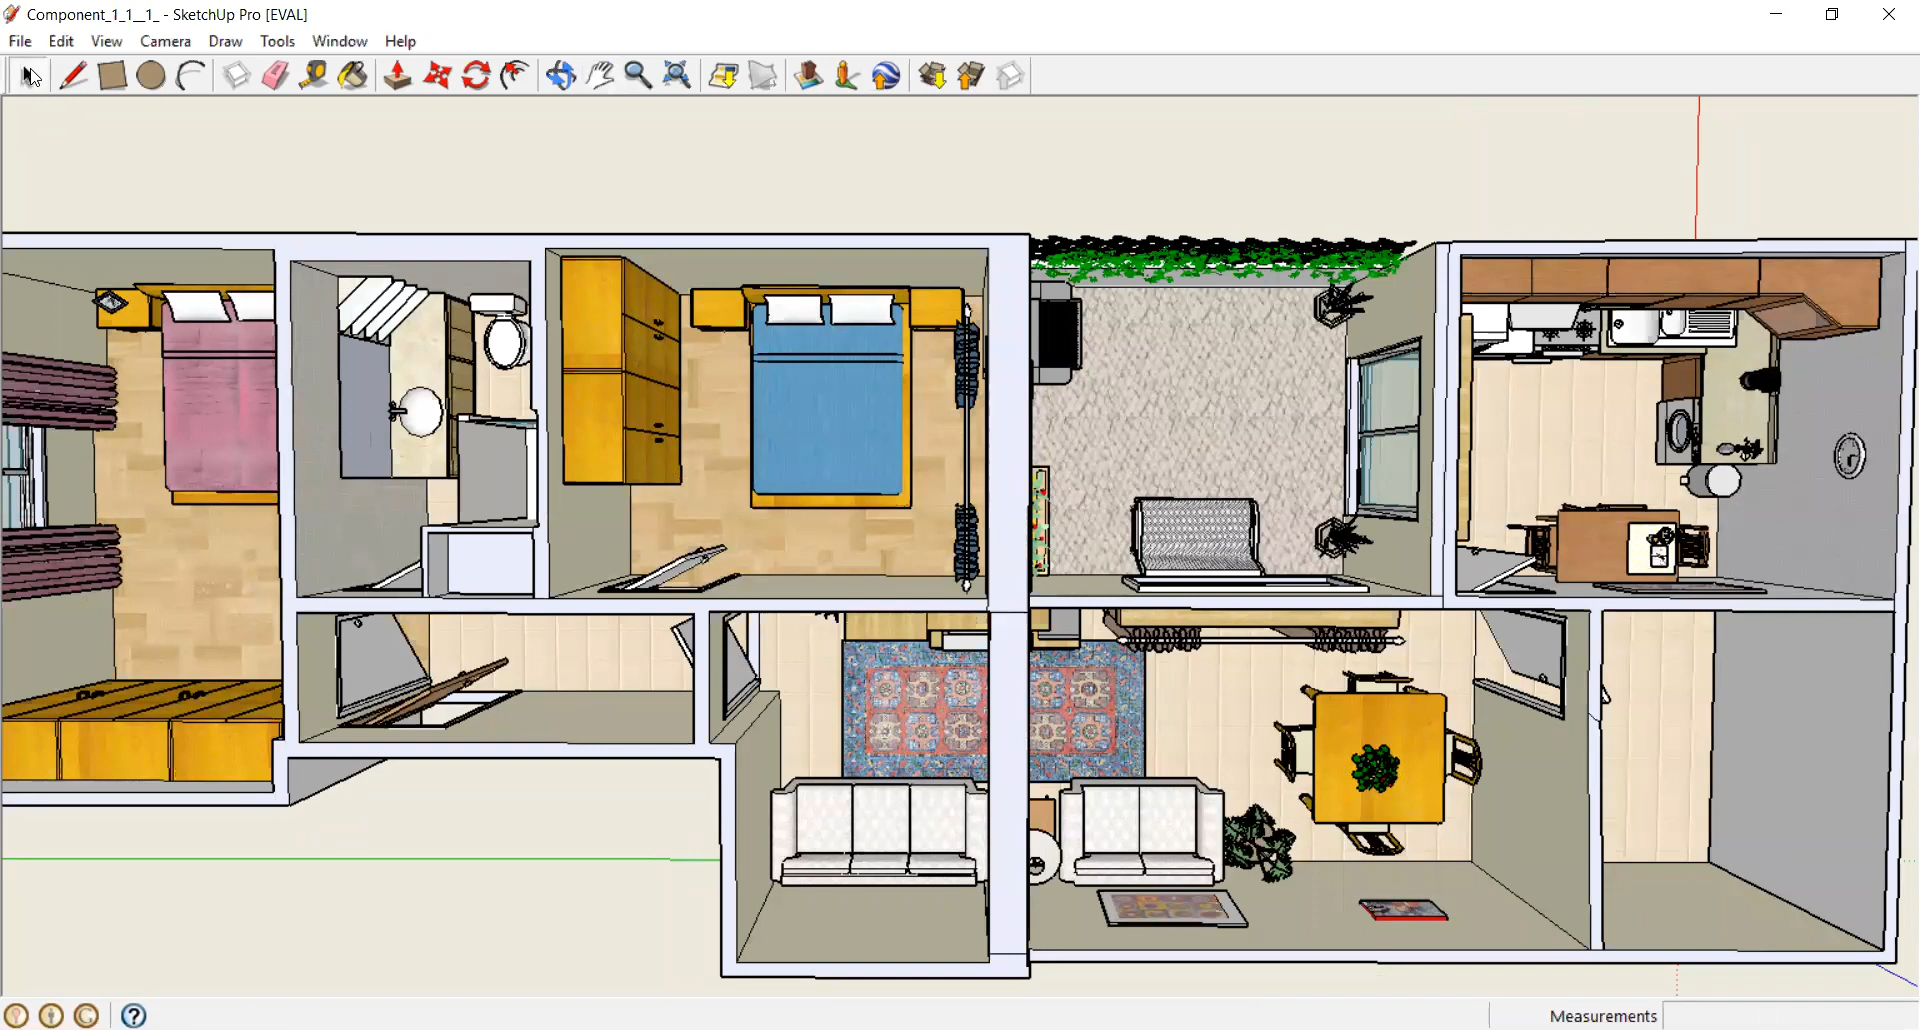 Component_1_1__1_ - SketchUp Pro [EVAL]
File Edit View Camera Draw Tools Window Help
Measurements